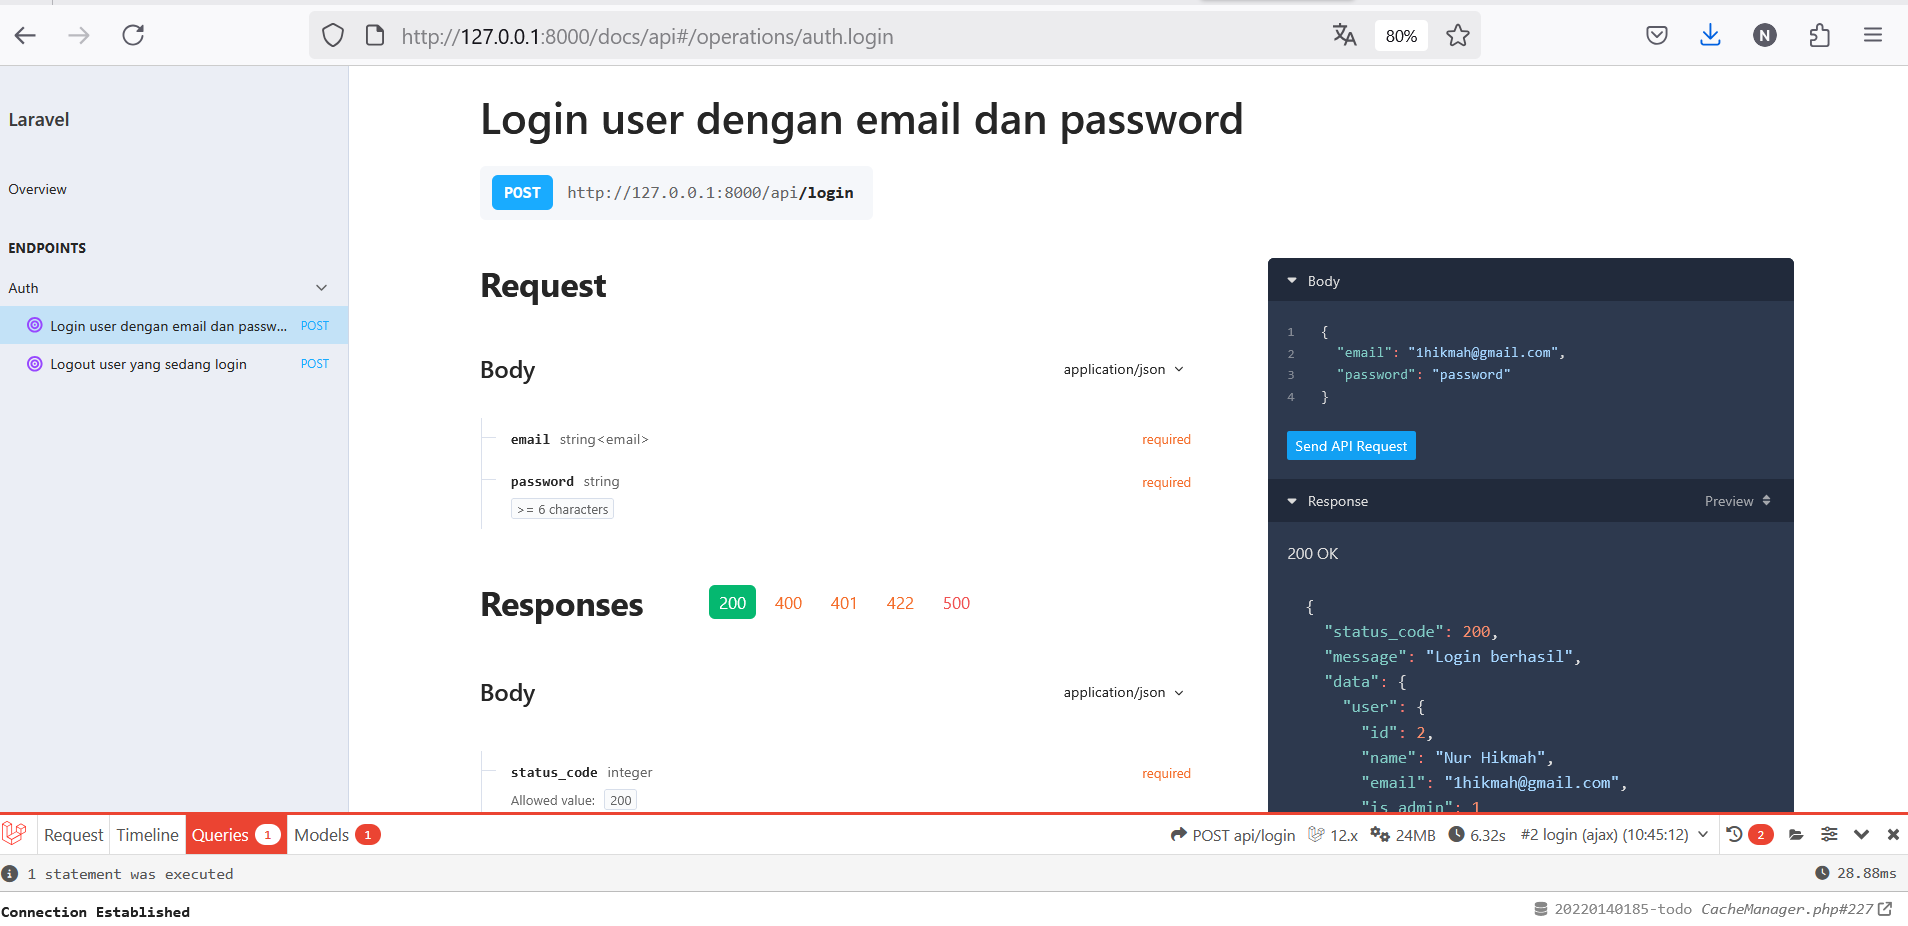 http://127.0.0.1:8000/docs/api#/operations/auth.login
80%
N
Laravel
Overview
ENDPOINTS
Auth
Login user dengan email dan passw... POST
Logout user yang sedang login POST
Login user dengan email dan password
POST http://127.0.0.1:8000/api/login
Request
Body application/json
email string<email> required
password string required
>= 6 characters
Responses 200 400 401 422 500
Body application/json
status_code integer required
Allowed value: 200
Body
1 {
2 "email": "1hikmah@gmail.com",
3 "password": "password"
4 }
Send API Request
Response Preview
200 OK
{
"status_code": 200,
"message": "Login berhasil",
"data": {
"user": {
"id": 2,
"name": "Nur Hikmah",
"email": "1hikmah@gmail.com",
"is_admin": 1
Request Timeline Queries 1 Models 1 POST api/login 12.x 24MB 6.32s #2 login (ajax) (10:45:12) 2
1 statement was executed 28.88ms
Connection Established 20220140185-todo CacheManager.php#227